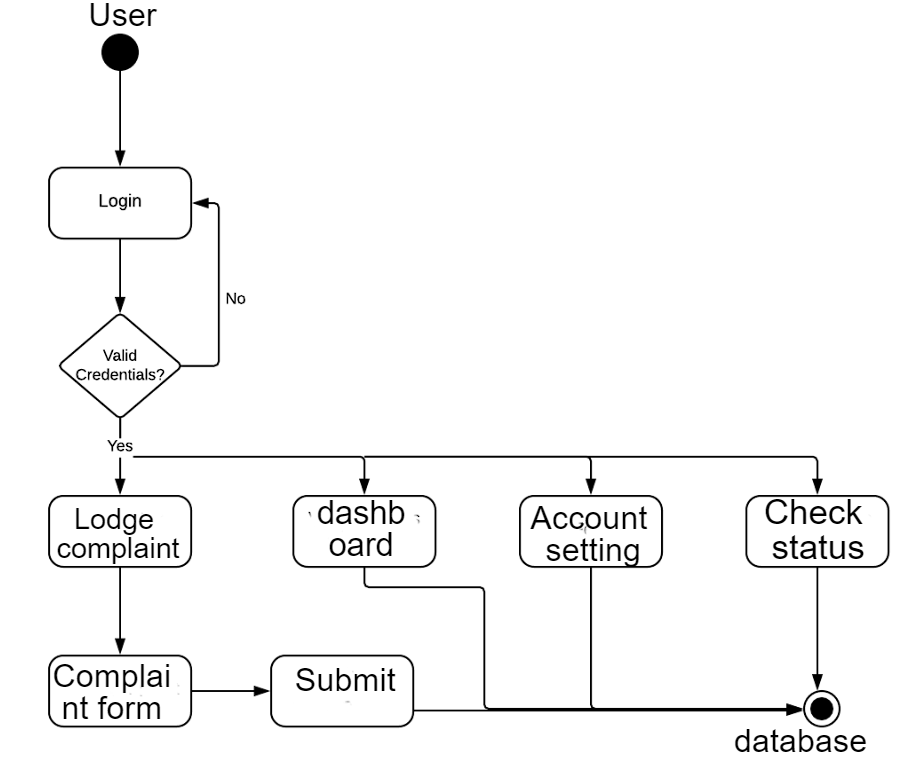 User
Login
No
Valid
Credentials?
Yes
Lodge
complaint
dashb
oard
Account
setting
Check
status
Complai
nt form
Submit
database